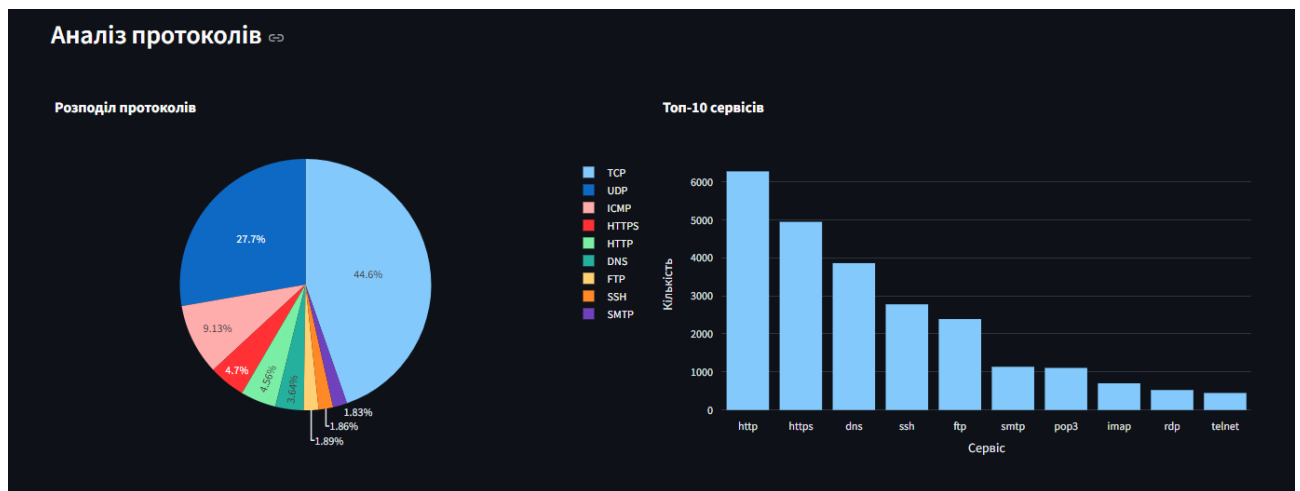 Аналіз протоколів
Розподіл протоколів
27.7%
44.6%
9.13%
4.7%
4.56%
3.64%
1.83%
1.86%
1.89%
TCP
UDP
ICMP
HTTPS
HTTP
DNS
FTP
SSH
SMTP
Топ-10 сервісів
Кількість
6000
5000
4000
3000
2000
1000
0
http https dns ssh ftp smtp pop3 imap rdp telnet
Сервіс